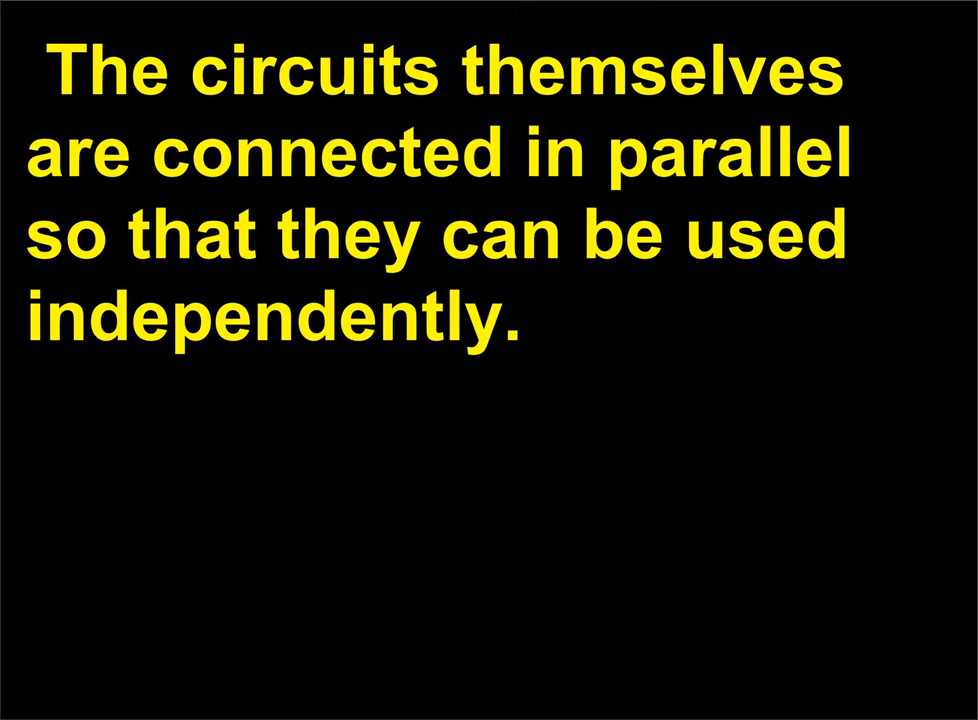 The circuits themselves
are connected in parallel
so that they can be used
independently.